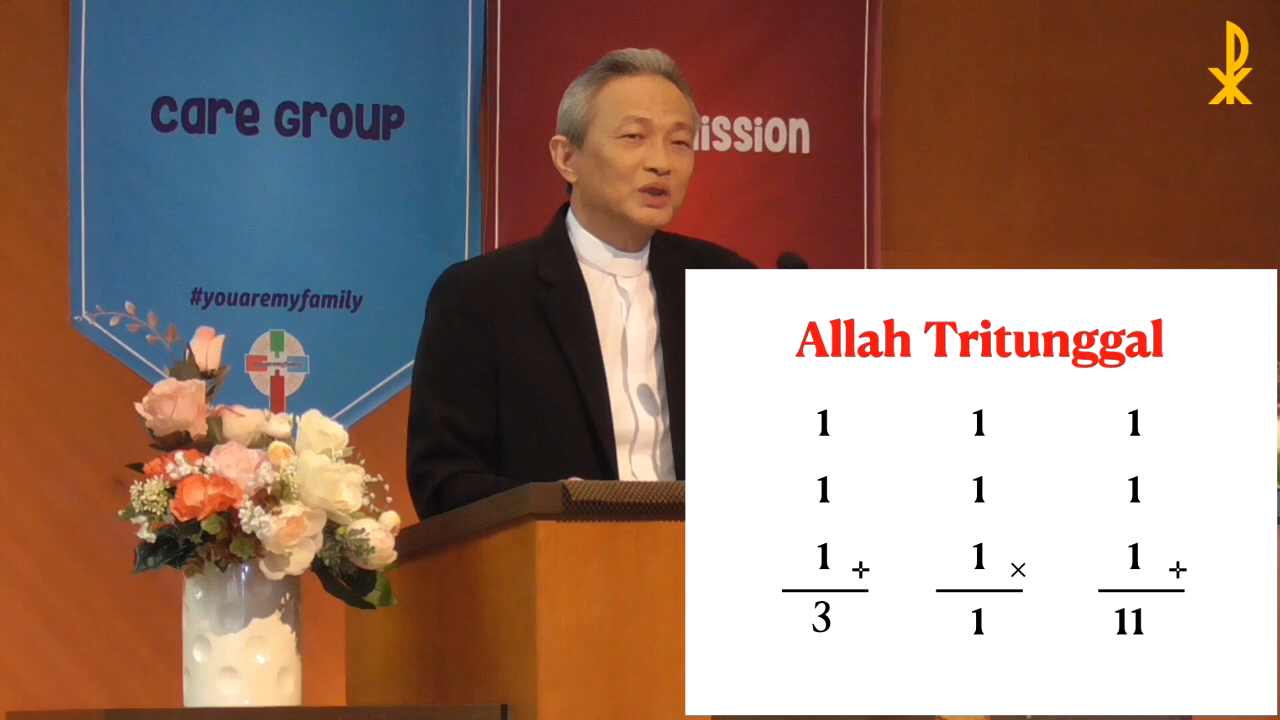 Care Group
ission
#youaremyfamily
Allah Tritunggal
1 1 1
1 1 1
1 + 1 × 1 +
3 1 11